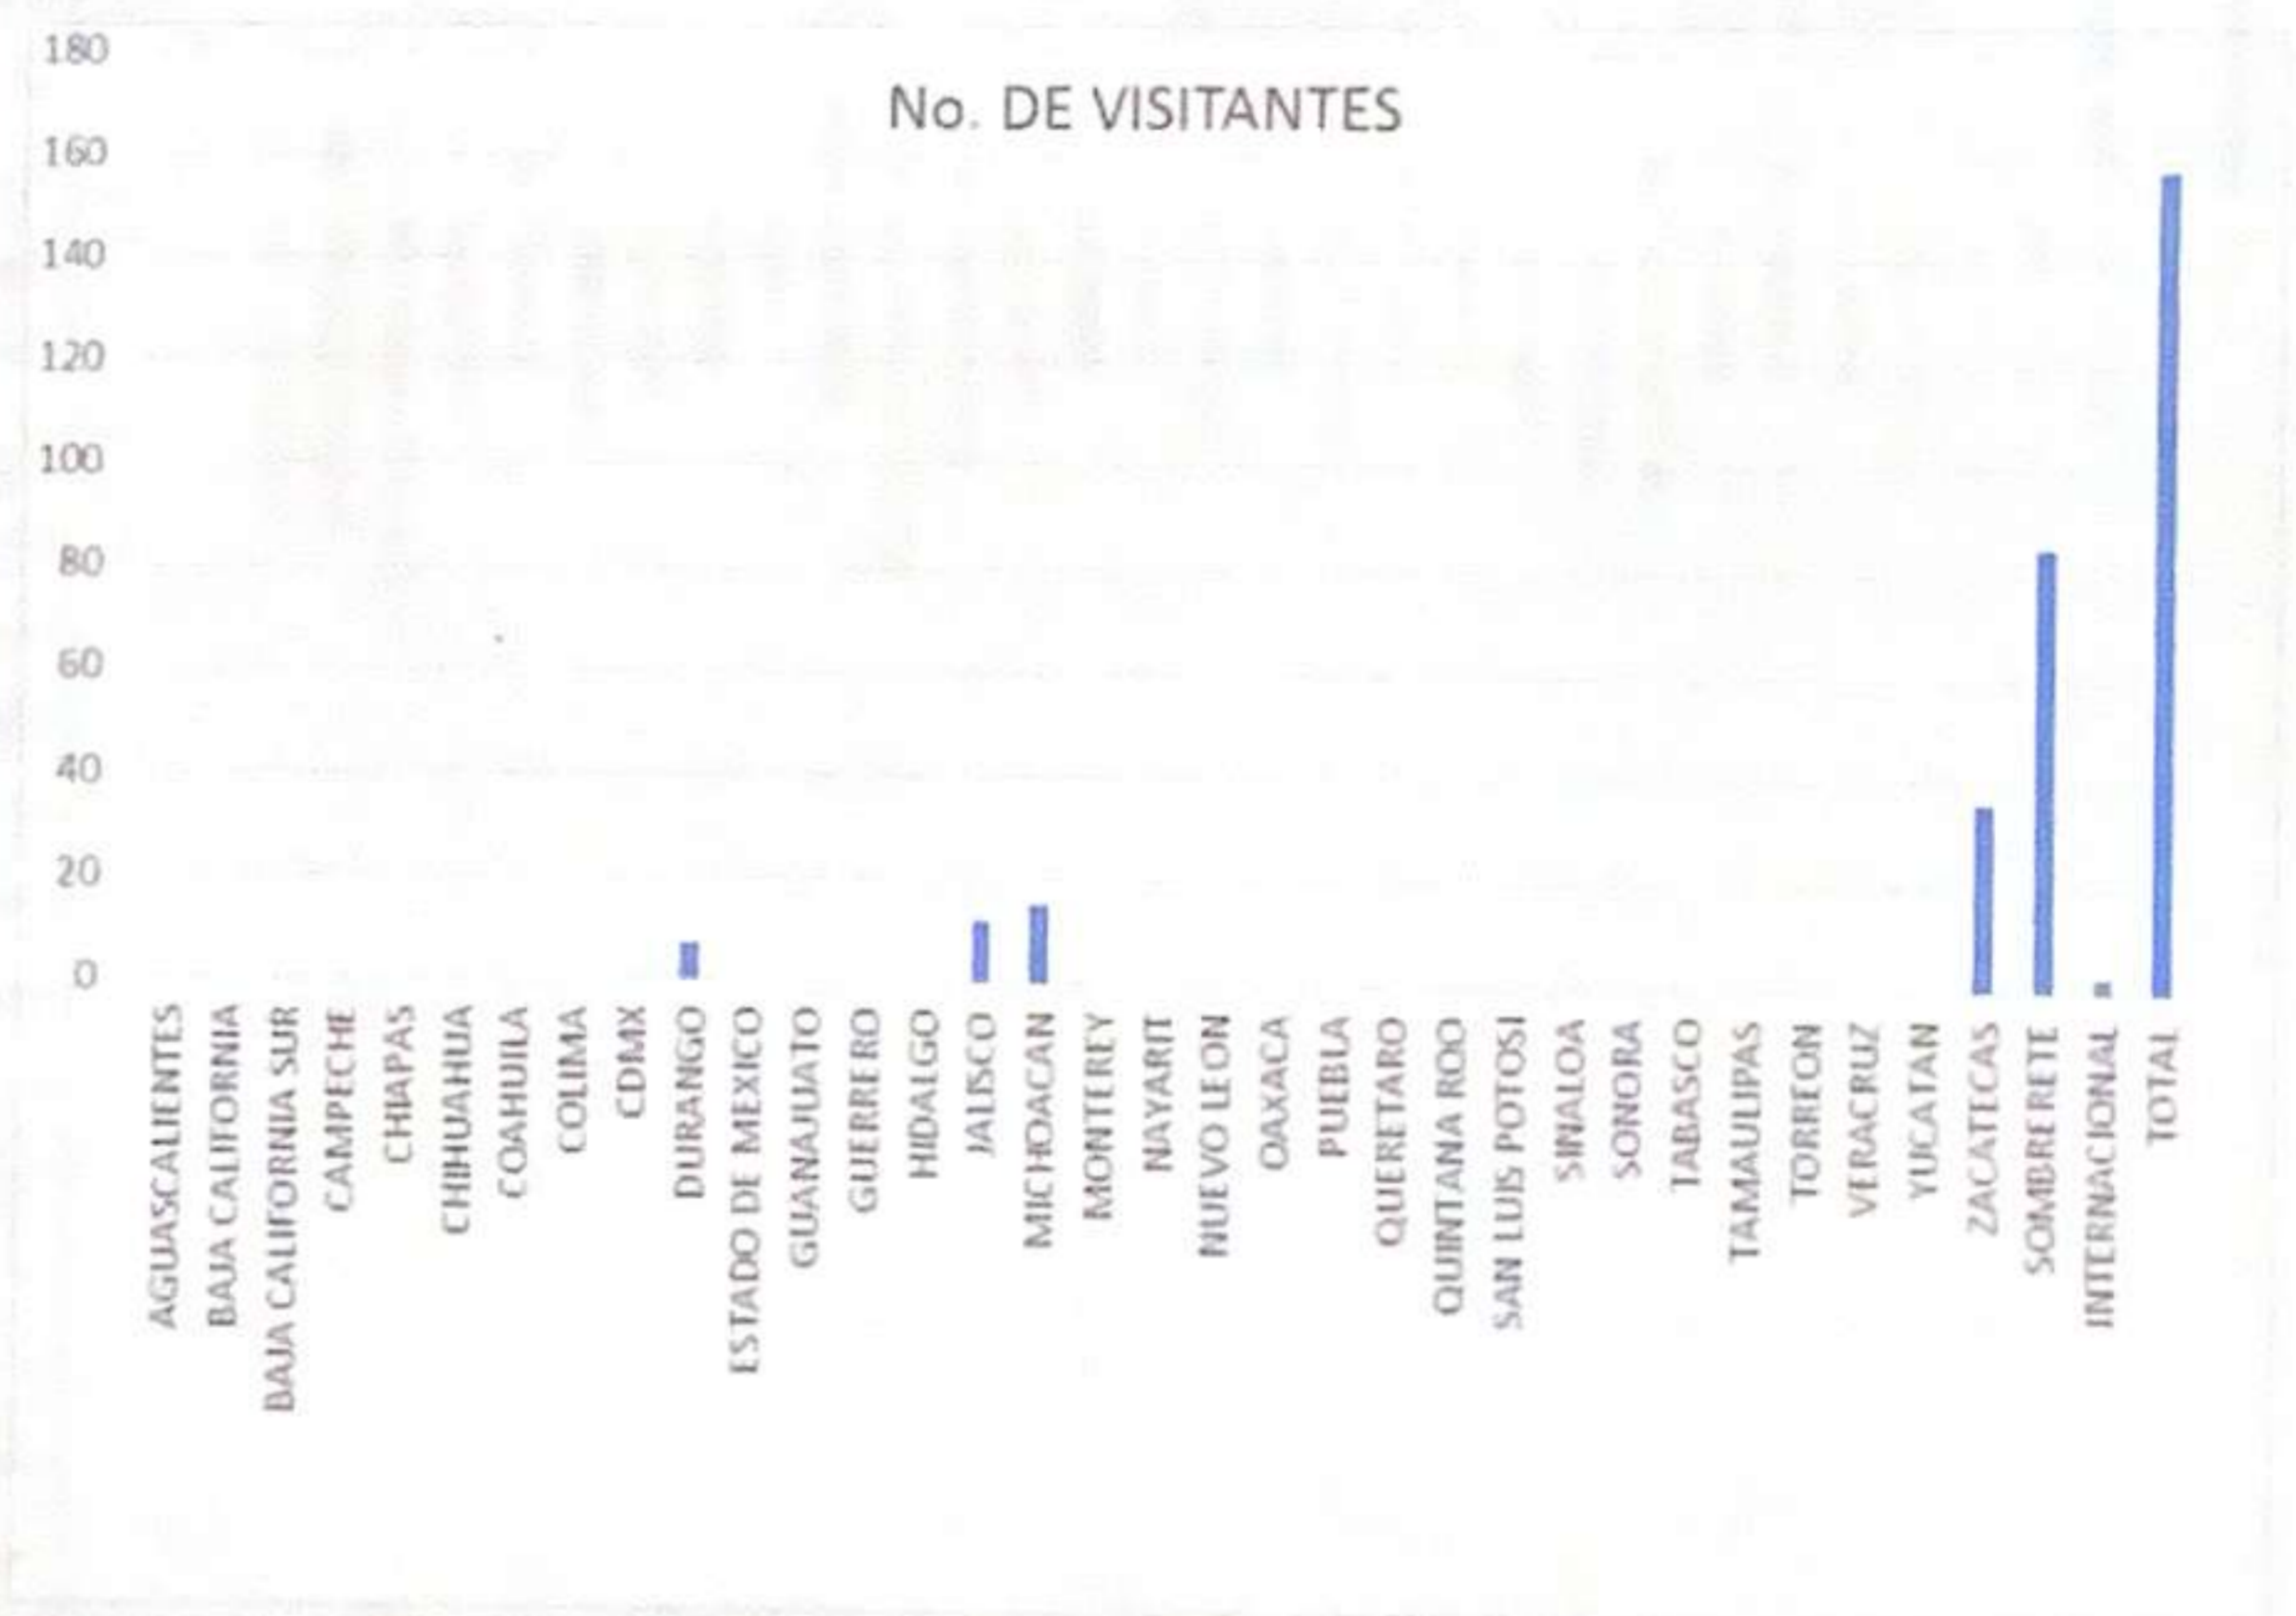 No. DE VISITANTES
180
160
140
120
100
80
60
40
20
0
AGUASCALIENTES
BAJA CALIFORNIA
BAJA CALIFORNIA SUR
CAMPECHE
CHIAPAS
CHIHUAHUA
COAHUILA
COLIMA
CDMX
DURANGO
ESTADO DE MEXICO
GUANAJUATO
GUERRERO
HIDALGO
JALISCO
MICHOACAN
MONTEREY
NAYARIT
NUEVO LEON
OAXACA
PUEBLA
QUERETARO
QUINTANA ROO
SAN LUIS POTOSI
SINALOA
SONORA
TABASCO
TAMAULIPAS
TORREON
VERACRUZ
YUCATAN
ZACATECAS
SOMBRERETE
INTERNACIONAL
TOTAL